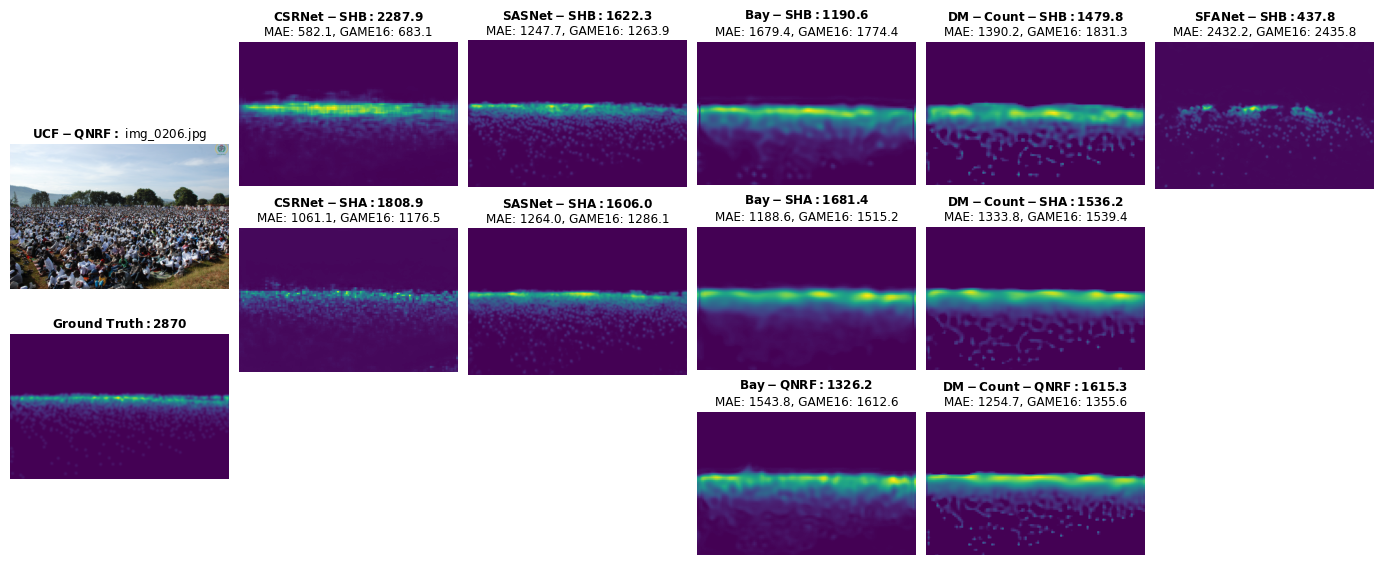 UCF − QNRF : img_0206.jpg
Ground Truth : 2870
CSRNet − SHB : 2287.9
MAE: 582.1, GAME16: 683.1
SASNet − SHB : 1622.3
MAE: 1247.7, GAME16: 1263.9
Bay − SHB : 1190.6
MAE: 1679.4, GAME16: 1774.4
DM − Count − SHB : 1479.8
MAE: 1390.2, GAME16: 1831.3
SFANet − SHB : 437.8
MAE: 2432.2, GAME16: 2435.8
CSRNet − SHA : 1808.9
MAE: 1061.1, GAME16: 1176.5
SASNet − SHA : 1606.0
MAE: 1264.0, GAME16: 1286.1
Bay − SHA : 1681.4
MAE: 1188.6, GAME16: 1515.2
DM − Count − SHA : 1536.2
MAE: 1333.8, GAME16: 1539.4
Bay − QNRF : 1326.2
MAE: 1543.8, GAME16: 1612.6
DM − Count − QNRF : 1615.3
MAE: 1254.7, GAME16: 1355.6